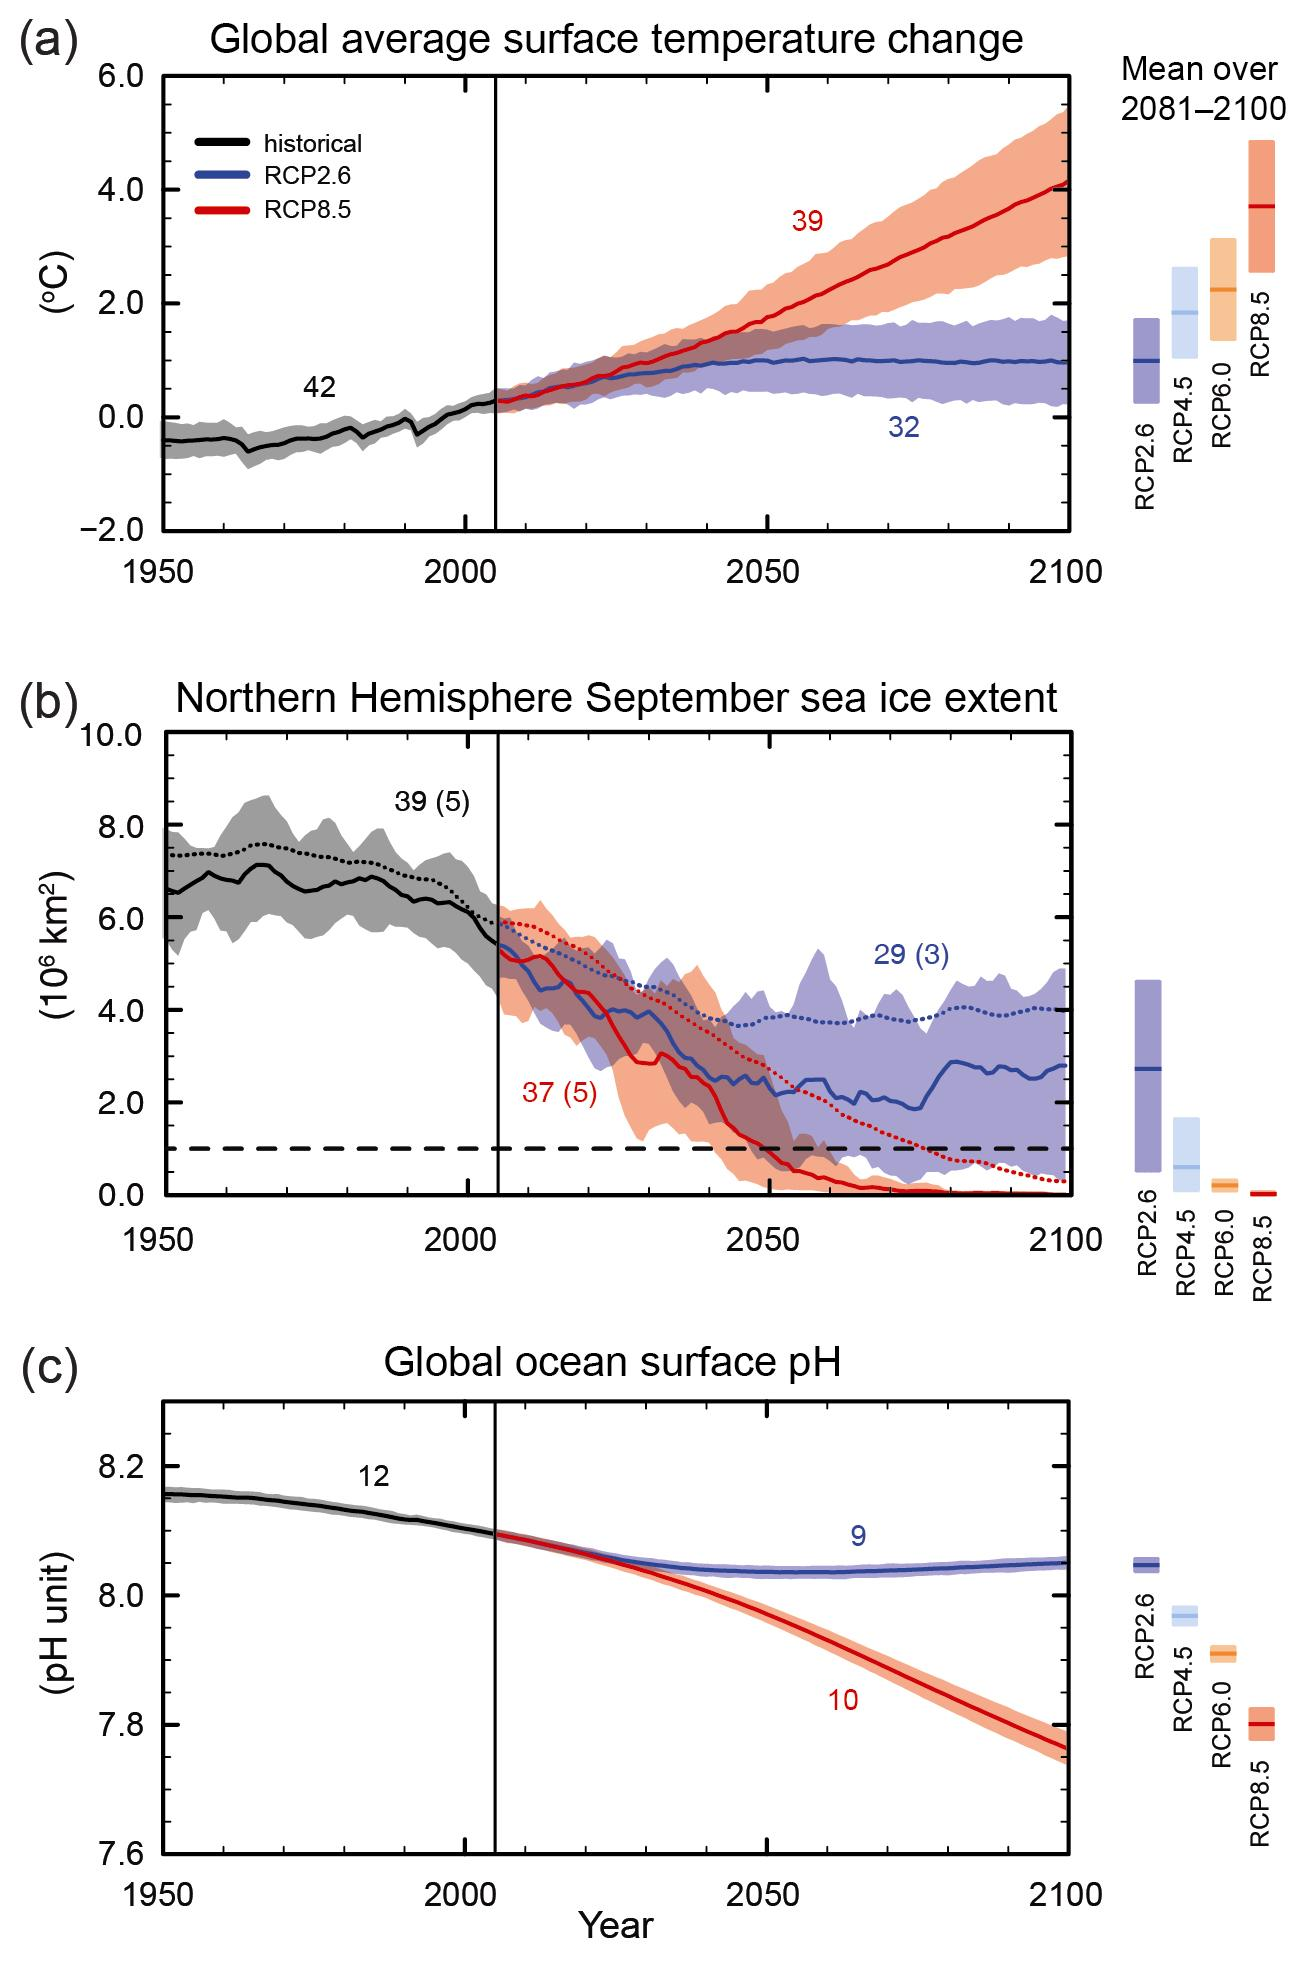 (a)
Global average surface temperature change
Mean over
2081–2100
6.0
4.0
2.0
0.0
−2.0
(ºC)
historical
RCP2.6
RCP8.5
42
39
32
1950
2000
2050
2100
RCP2.6
RCP4.5
RCP6.0
RCP8.5
(b)
Northern Hemisphere September sea ice extent
10.0
8.0
6.0
4.0
2.0
0.0
(10⁶ km²)
39 (5)
29 (3)
37 (5)
1950
2000
2050
2100
RCP2.6
RCP4.5
RCP6.0
RCP8.5
(c)
Global ocean surface pH
8.2
8.0
7.8
7.6
(pH unit)
12
9
10
1950
2000
2050
2100
Year
RCP2.6
RCP4.5
RCP6.0
RCP8.5